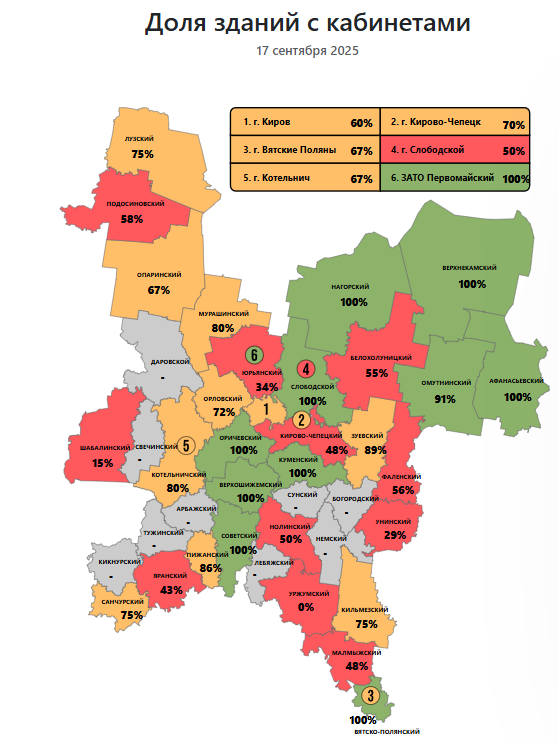 Доля зданий с кабинетами
17 сентября 2025
1. г. Киров 60%
2. г. Кирово-Чепецк 70%
3. г. Вятские Поляны 67%
4. г. Слободской 50%
5. г. Котельнич 67%
6. ЗАТО Первомайский 100%
ЛУЗСКИЙ
75%
ПОДОСИНОВСКИЙ
58%
ОПАРИНСКИЙ
67%
ВЕРХНЕКАМСКИЙ
100%
НАГОРСКИЙ
100%
МУРАШИНСКИЙ
80%
6
ЮРЬЯНСКИЙ
34%
4
СЛОБОДСКОЙ
100%
БЕЛОХОЛУНИЦКИЙ
55%
ОМУТНИНСКИЙ
91%
АФАНАСЬЕВСКИЙ
100%
ДАРОВСКОЙ
-
ОРЛОВСКИЙ
72%
1
2
КИРОВО-ЧЕПЕЦКИЙ
48%
ЗУЕВСКИЙ
89%
ШАБАЛИНСКИЙ
15%
СВЕЧИНСКИЙ
-
5
КОТЕЛЬНИЧСКИЙ
80%
ОРИЧЕВСКИЙ
100%
КУМЕНСКИЙ
100%
ФАЛЕНСКИЙ
56%
ВЕРХОШИЖЕМСКИЙ
100%
СУНСКИЙ
-
БОГОРОДСКИЙ
-
АРБАЖСКИЙ
-
УНИНСКИЙ
29%
НОЛИНСКИЙ
50%
НЕМСКИЙ
-
ТУЖИНСКИЙ
-
СОВЕТСКИЙ
100%
ПИЖАНСКИЙ
86%
КИКНУРСКИЙ
-
ЯРАНСКИЙ
43%
ЛЕБЯЖСКИЙ
-
САНЧУРСКИЙ
75%
УРЖУМСКИЙ
0%
КИЛЬМЕЗСКИЙ
75%
МАЛМЫЖСКИЙ
48%
3
100%
ВЯТСКО-ПОЛЯНСКИЙ